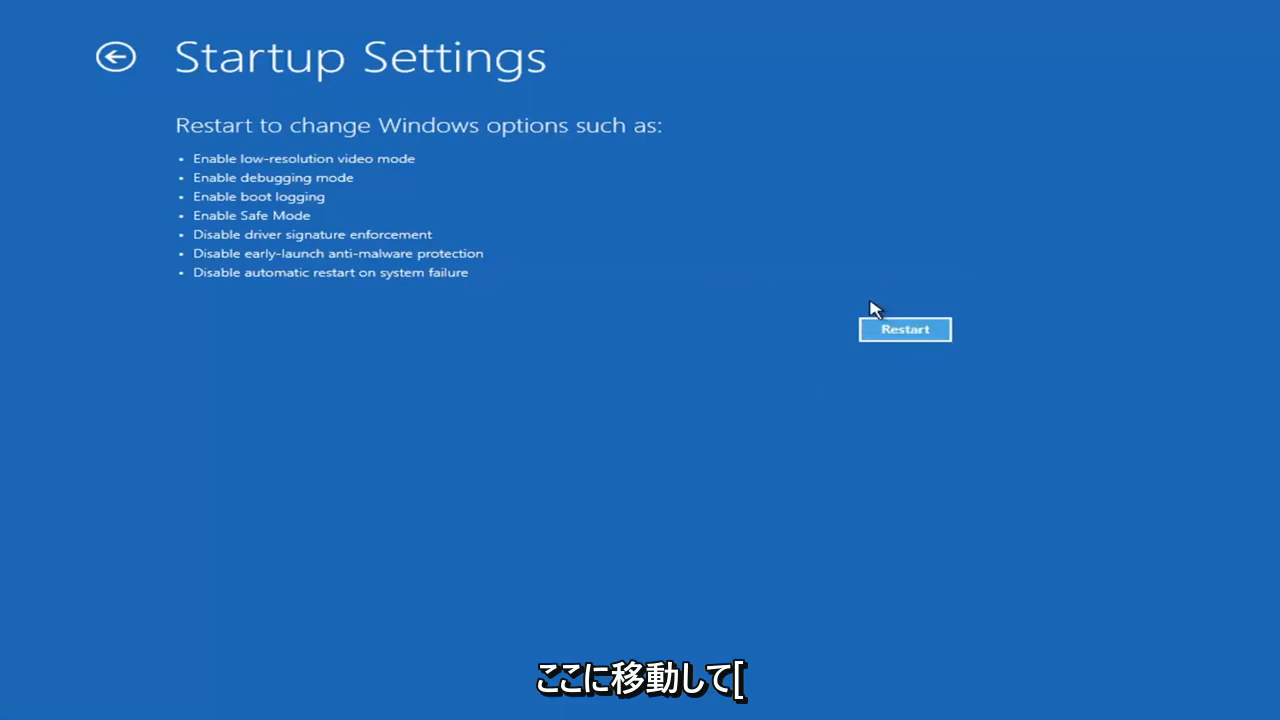 Startup Settings
Restart to change Windows options such as:
• Enable low-resolution video mode
• Enable debugging mode
• Enable boot logging
• Enable Safe Mode
• Disable driver signature enforcement
• Disable early-launch anti-malware protection
• Disable automatic restart on system failure
Restart
ここに移動して[